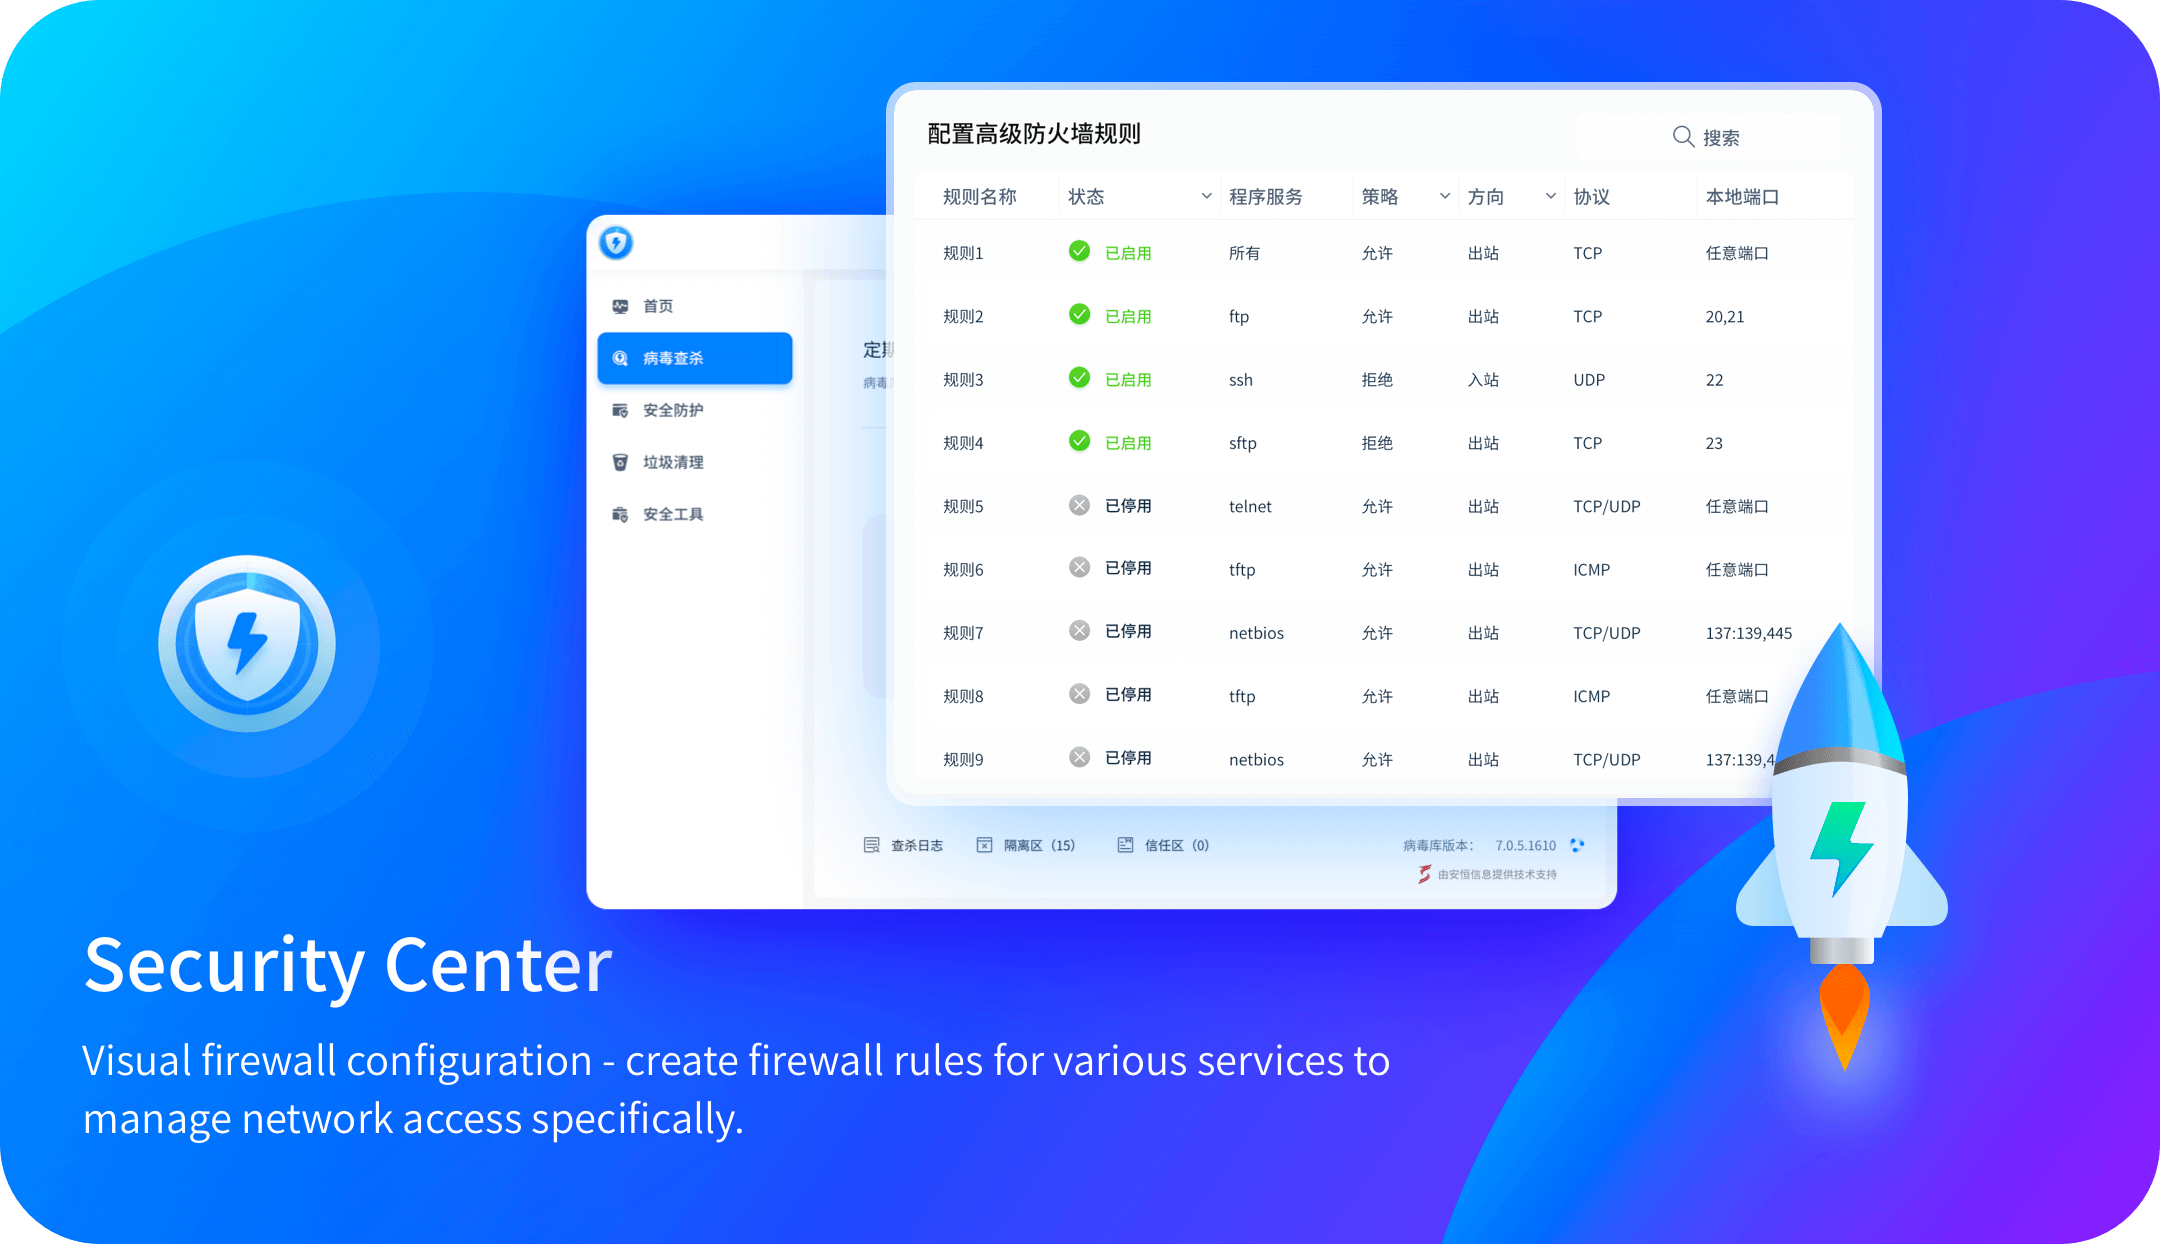 配置高级防火墙规则
搜索
规则名称 状态 程序服务 策略 方向 协议 本地端口
规则1 已启用 所有 允许 出站 TCP 任意端口
规则2 已启用 ftp 允许 出站 TCP 20,21
规则3 已启用 ssh 拒绝 入站 UDP 22
规则4 已启用 sftp 拒绝 出站 TCP 23
规则5 已停用 telnet 允许 出站 TCP/UDP 任意端口
规则6 已停用 tftp 允许 出站 ICMP 任意端口
规则7 已停用 netbios 允许 出站 TCP/UDP 137:139,445
规则8 已停用 tftp 允许 出站 ICMP 任意端口
规则9 已停用 netbios 允许 出站 TCP/UDP 137:139,4
首页
病毒查杀
安全防护
垃圾清理
安全工具
定期
病毒
查杀日志 隔离区（15） 信任区（0） 病毒库版本： 7.0.5.1610
由安恒信息提供技术支持
Security Center
Visual firewall configuration - create firewall rules for various services to
manage network access specifically.